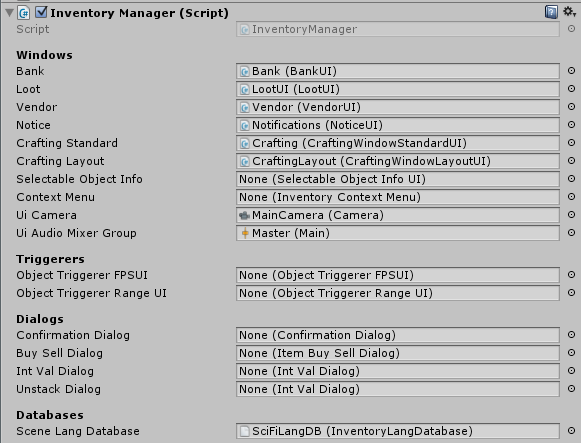 Inventory Manager (Script)
Script InventoryManager
Windows
Bank Bank (BankUI)
Loot LootUI (LootUI)
Vendor Vendor (VendorUI)
Notice Notifications (NoticeUI)
Crafting Standard Crafting (CraftingWindowStandardUI)
Crafting Layout CraftingLayout (CraftingWindowLayoutUI)
Selectable Object Info None (Selectable Object Info UI)
Context Menu None (Inventory Context Menu)
Ui Camera MainCamera (Camera)
Ui Audio Mixer Group Master (Main)
Triggerers
Object Triggerer FPSUI None (Object Triggerer FPSUI)
Object Triggerer Range UI None (Object Triggerer Range UI)
Dialogs
Confirmation Dialog None (Confirmation Dialog)
Buy Sell Dialog None (Item Buy Sell Dialog)
Int Val Dialog None (Int Val Dialog)
Unstack Dialog None (Int Val Dialog)
Databases
Scene Lang Database SciFiLangDB (InventoryLangDatabase)